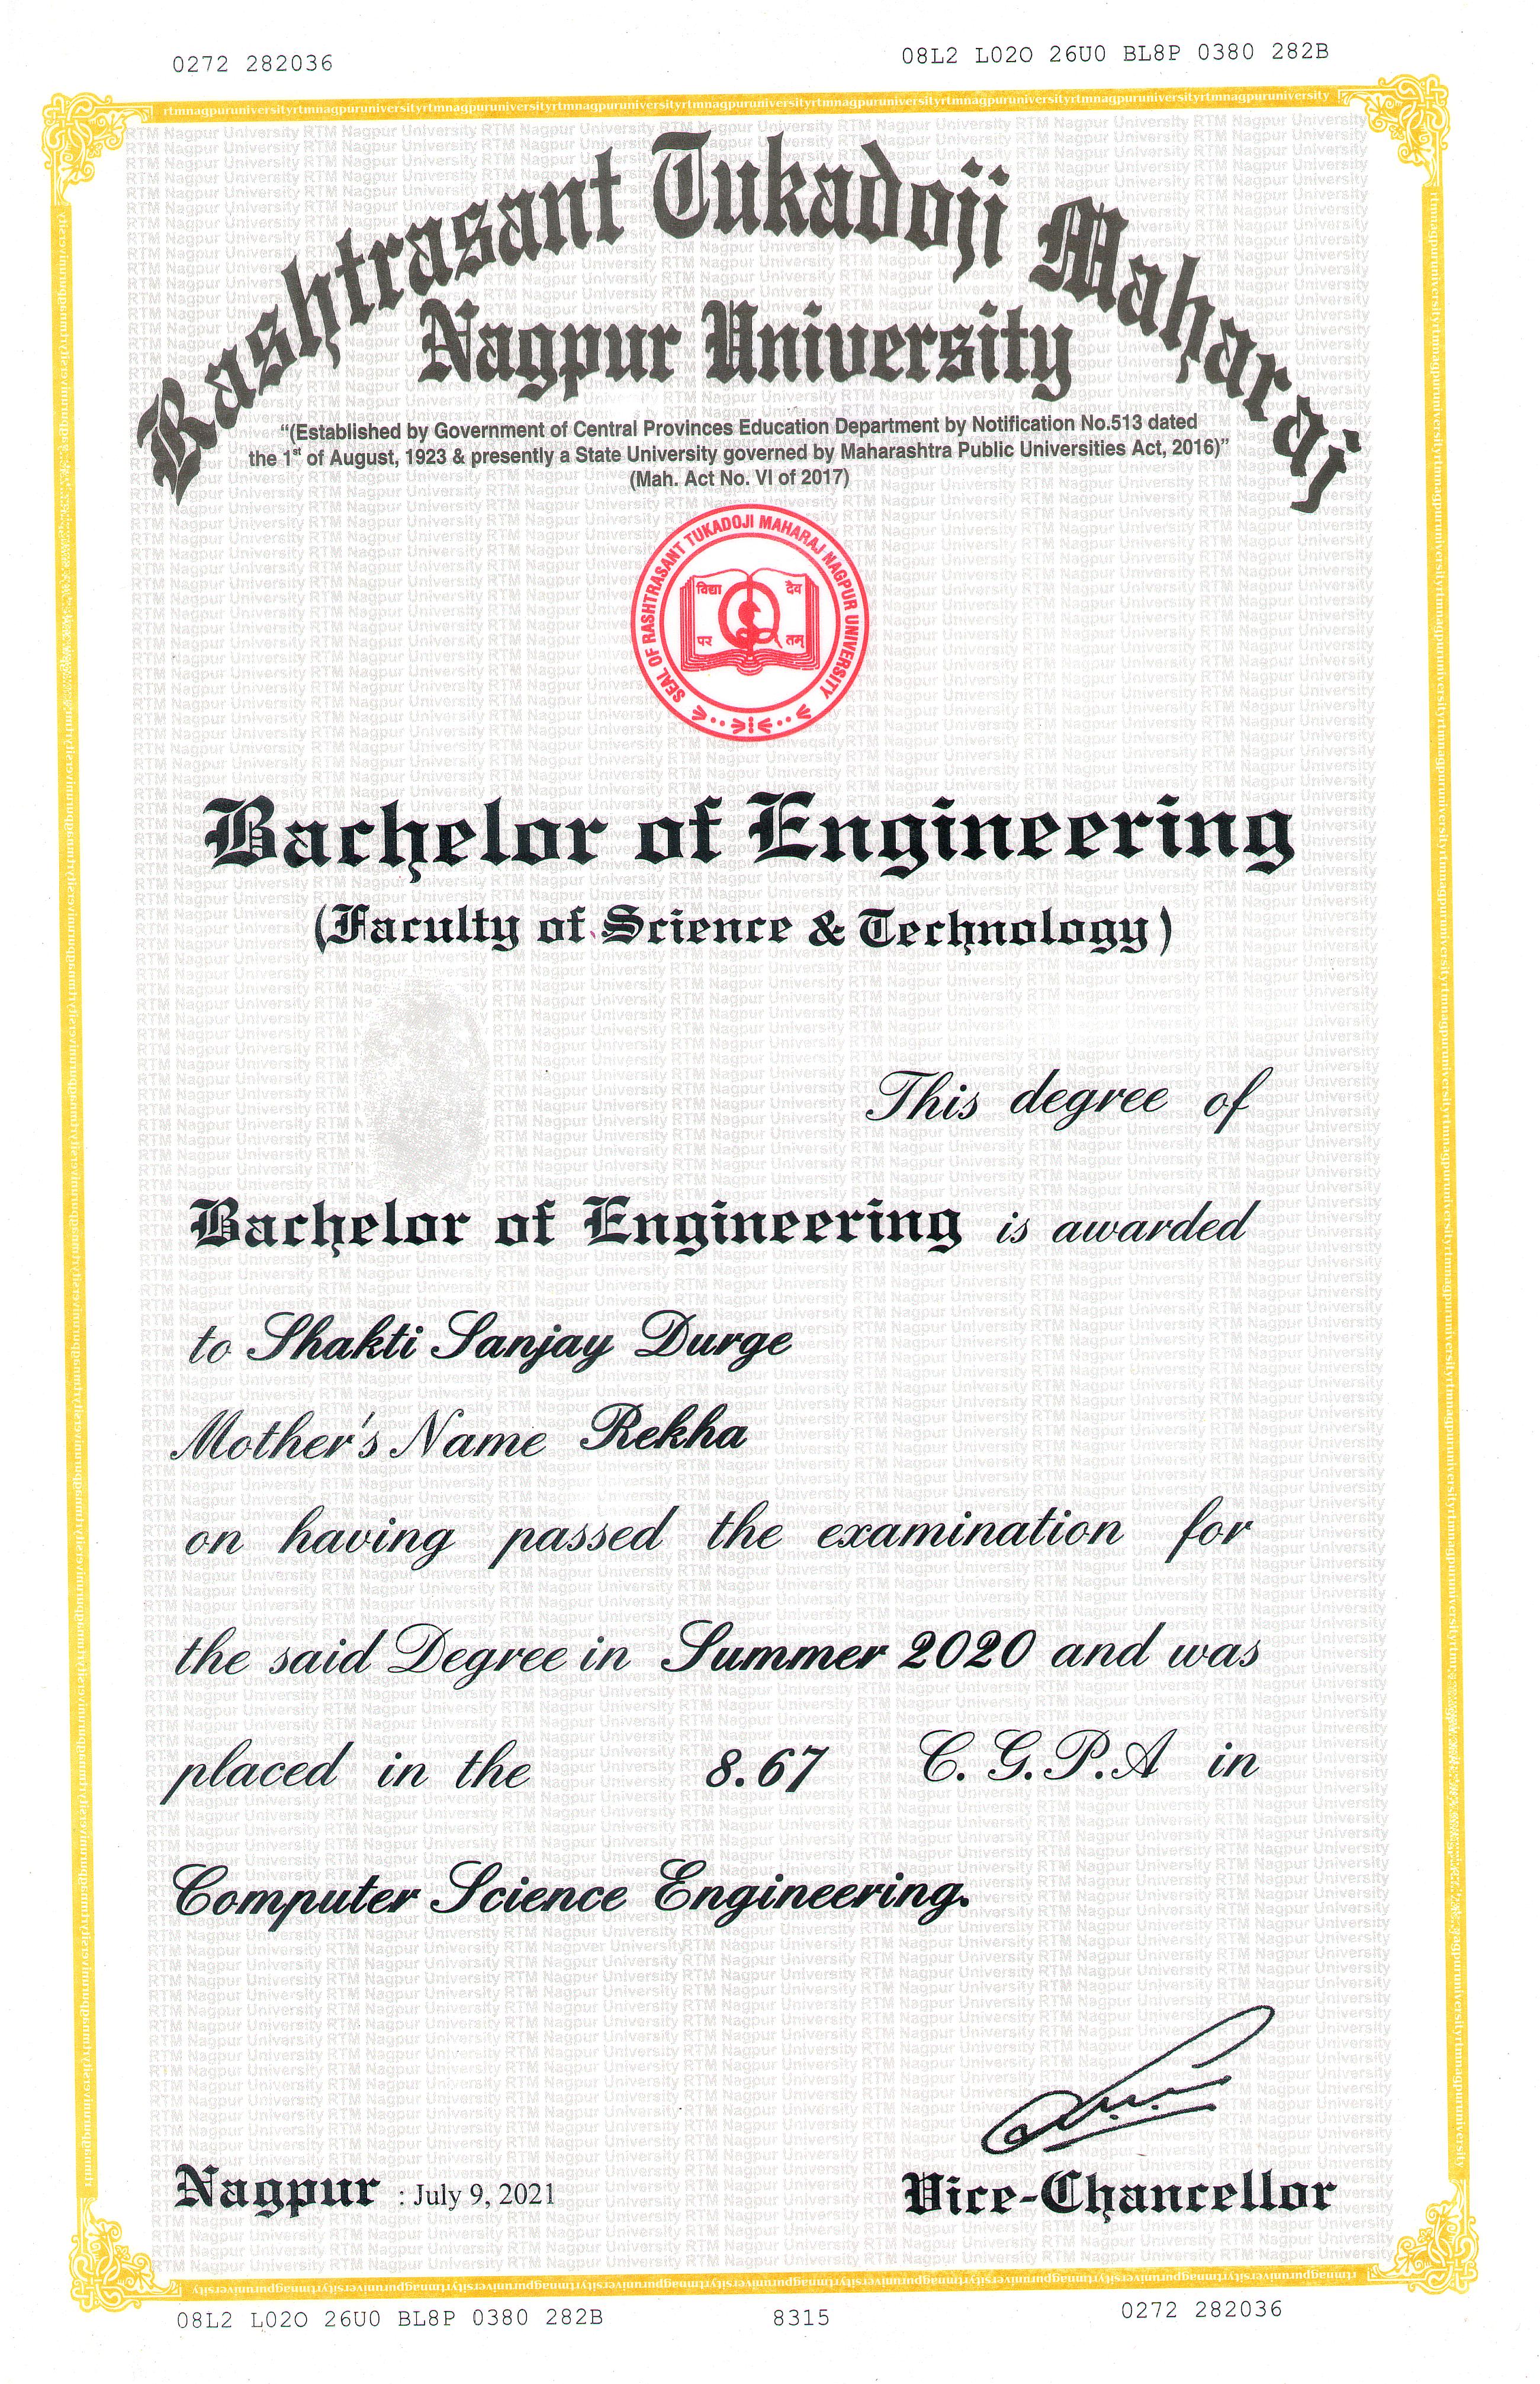 0272 282036
08L2 L020 26U0 BL8P 0380 282B
rtmnagpuruniversityrtmnagpuruniversityrtmnagpuruniversityrtmnagpuruniversityrtmnagpuruniversityrtmnagpuruniversityrtmnagpuruniversity
Rashtrasant Tukadoji Maharaj
Nagpur University
“(Established by Government of Central Provinces Education Department by Notification No.513 dated
the 1st of August, 1923 & presently a State University governed by Maharashtra Public Universities Act, 2016)”
(Mah. Act No. VI of 2017)
SEAL OF RASHTRASANT TUKADOJI MAHARAJ NAGPUR UNIVERSITY
विद्या दैव
पर तम्
Bachelor of Engineering
(Faculty of Science & Technology)
This degree of
Bachelor of Engineering is awarded
to Shakti Sanjay Durge
Mother's Name Rekha
on having passed the examination for
the said Degree in Summer 2020 and was
placed in the 8.67 C.G.P.A in
Computer Science Engineering.
Nagpur : July 9, 2021
Vice-Chancellor
08L2 L020 26U0 BL8P 0380 282B
8315
0272 282036